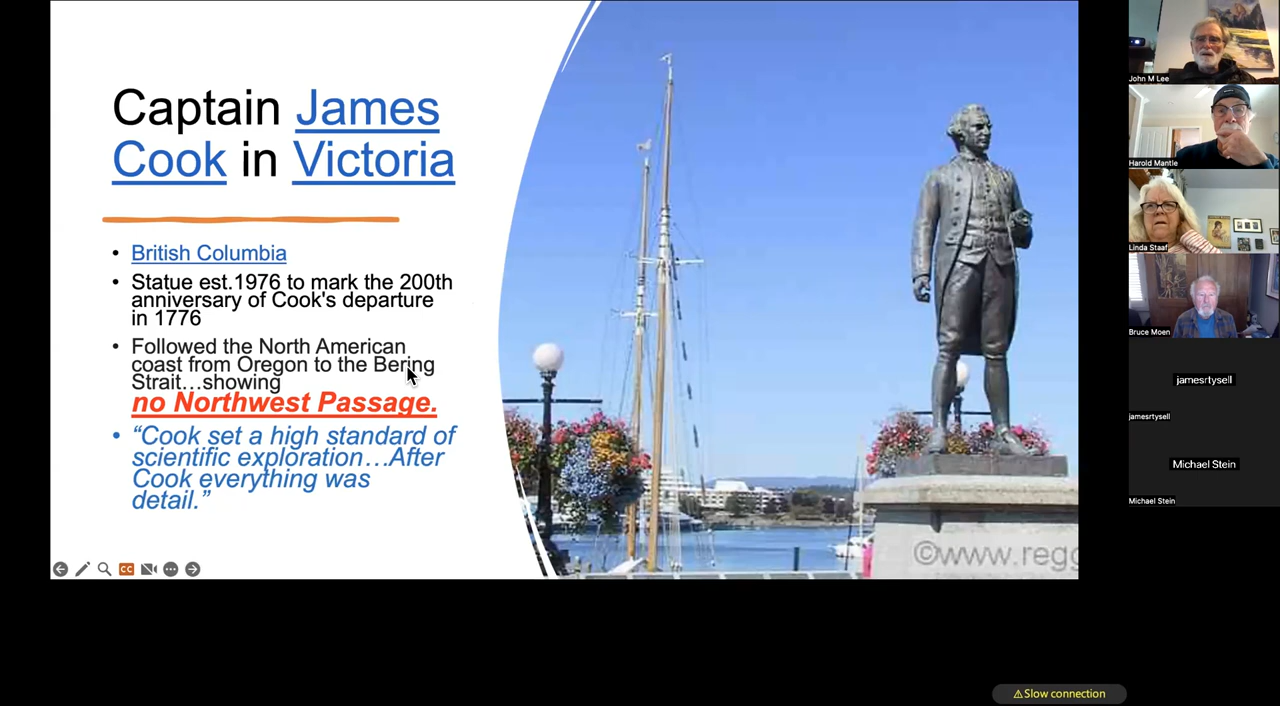 Captain James
Cook in Victoria
• British Columbia
• Statue est.1976 to mark the 200th
anniversary of Cook's departure
in 1776
• Followed the North American
coast from Oregon to the Bering
Strait…showing
no Northwest Passage.
• “Cook set a high standard of
scientific exploration…After
Cook everything was
detail.”
©www.regg
CC
John M Lee
Harold Mantle
Linda Staaf
Bruce Moen
jamesrtysell
jamesrtysell
Michael Stein
Michael Stein
⚠Slow connection